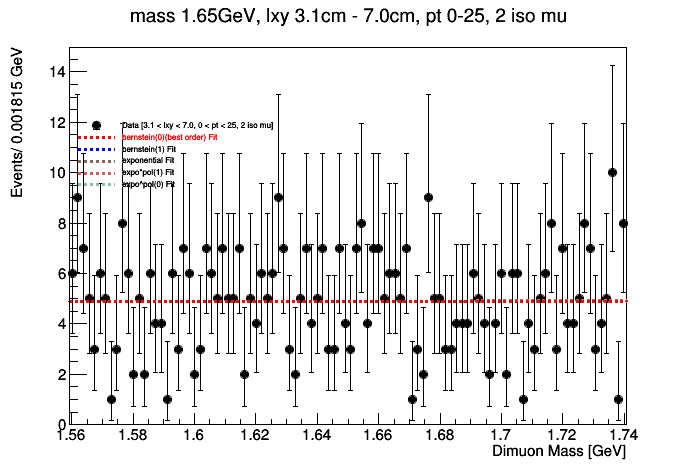 mass 1.65GeV, lxy 3.1cm - 7.0cm, pt 0-25, 2 iso mu
Events/ 0.001815 GeV
14
12
10
8
6
4
2
0
Data [3.1 < lxy < 7.0, 0 < pt < 25, 2 iso mu]
bernstein(0)(best order) Fit
bernstein(1) Fit
exponential Fit
expo*pol(1) Fit
expo*pol(0) Fit
1.56 1.58 1.6 1.62 1.64 1.66 1.68 1.7 1.72 1.74
Dimuon Mass [GeV]